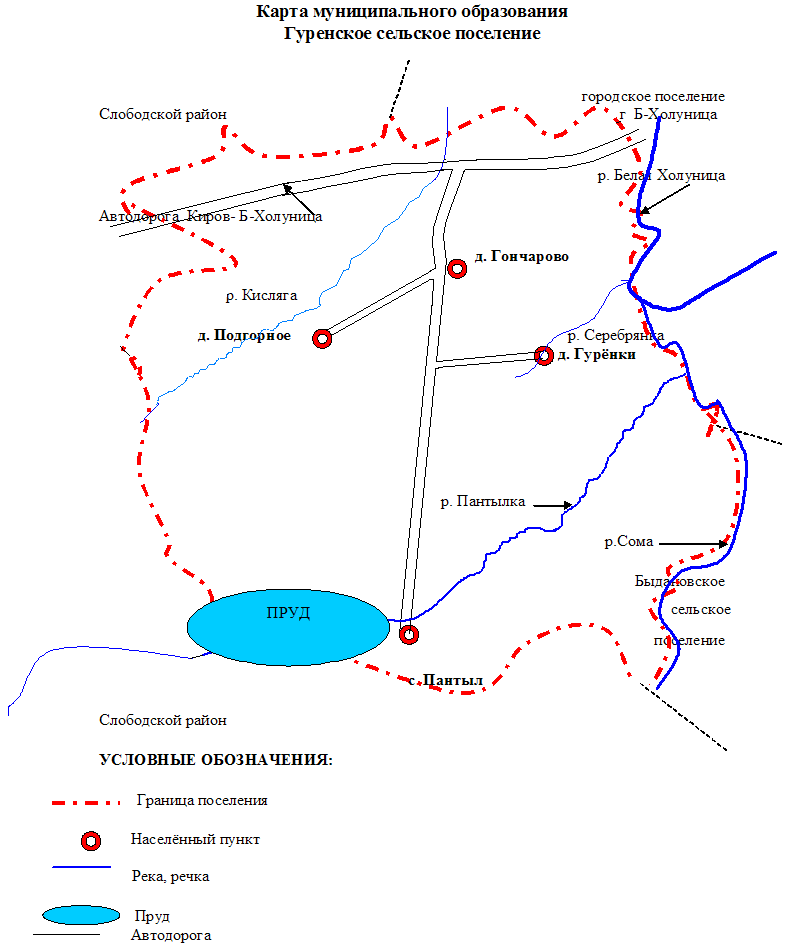 Карта муниципального образования
Гуренское сельское поселение
городское поселение
Слободской район
г Б-Холуница
р. Белая Холуница
Автодорога Киров- Б-Холуница
д. Гончарово
р. Кисляга
д. Подгорное
р. Серебрянка
д. Гурёнки
р. Пантылка
р.Сома
Быдановское
сельское
поселение
ПРУД
с. Пантыл
Слободской район
УСЛОВНЫЕ ОБОЗНАЧЕНИЯ:
Граница поселения
Населённый пункт
Река, речка
Пруд
Автодорога